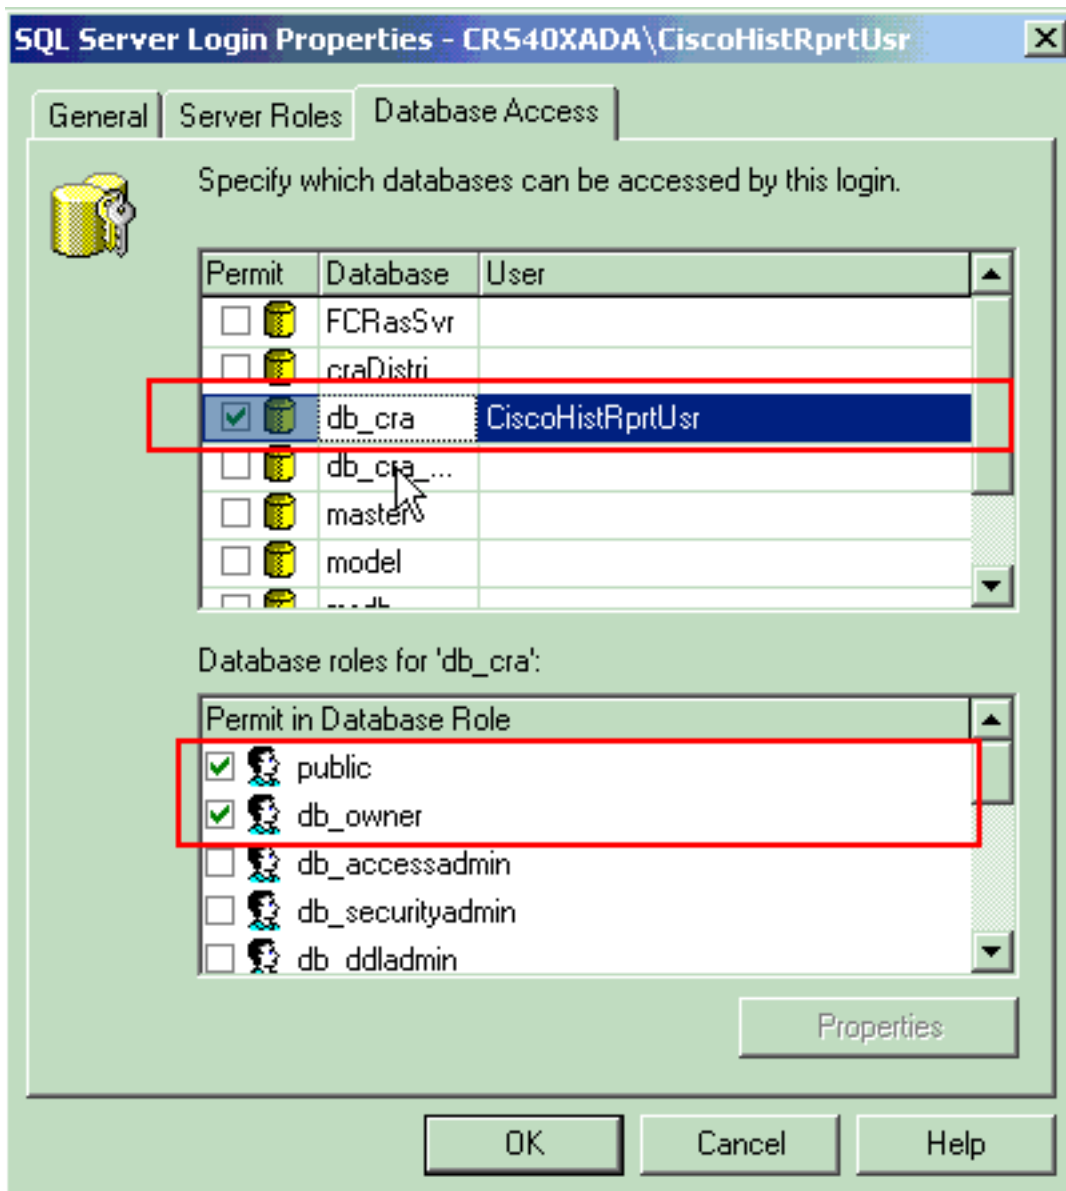 SQL Server Login Properties - CRS40XADA\CiscoHistRprtUsr
General Server Roles Database Access
Specify which databases can be accessed by this login.
Permit Database User
FCRasSvr
craDistri...
db_cra CiscoHistRprtUsr
db_cra_...
master
model
Database roles for 'db_cra':
Permit in Database Role
public
db_owner
db_accessadmin
db_securityadmin
db_ddladmin
Properties
OK Cancel Help